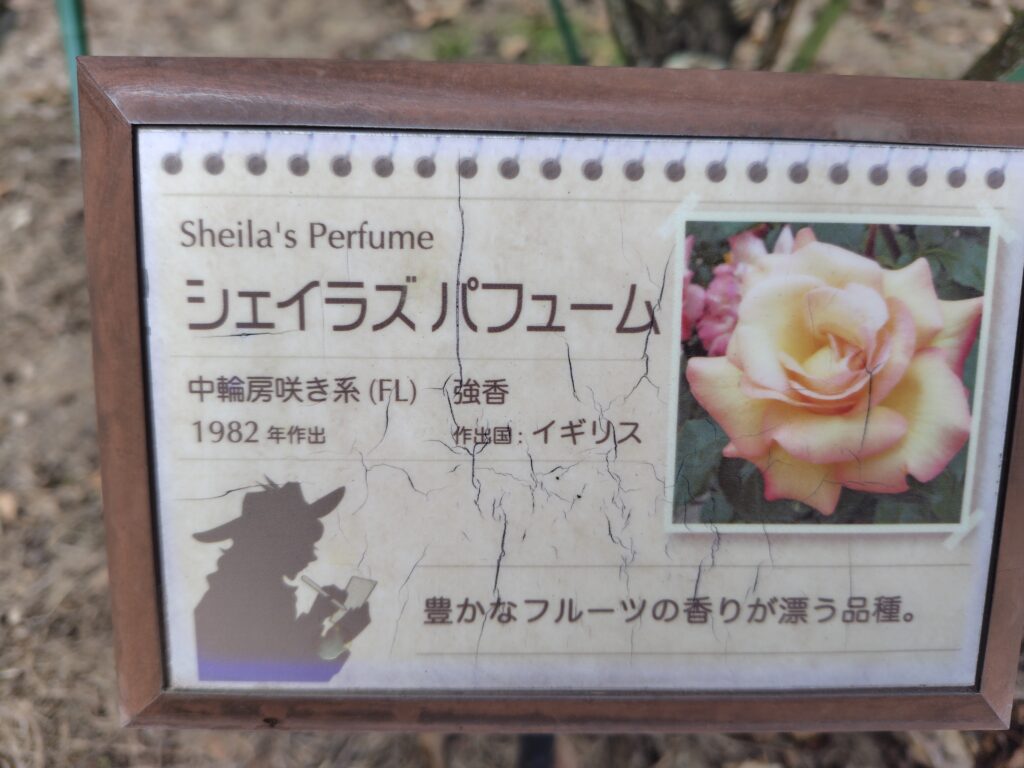 Sheila's Perfume
シェイラズ パフューム
中輪房咲き系 (FL) 強香
1982 年作出 作出国 : イギリス
豊かなフルーツの香りが漂う品種。